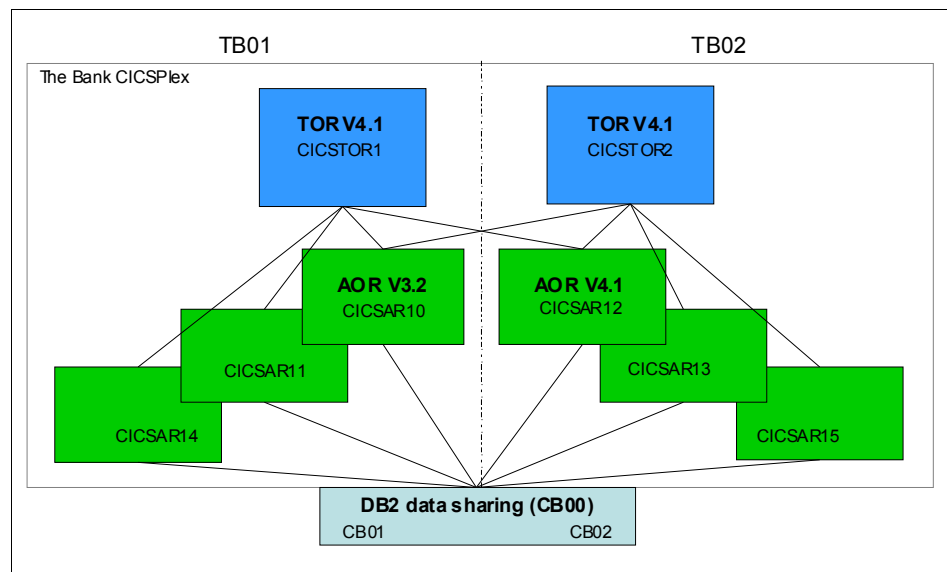 TB01
TB02
The Bank CICSPlex
TOR V4.1
CICSTOR1
TOR V4.1
CICSTOR2
AOR V3.2
CICSAR10
AOR V4.1
CICSAR12
CICSAR11
CICSAR13
CICSAR14
CICSAR15
DB2 data sharing (CB00)
CB01
CB02